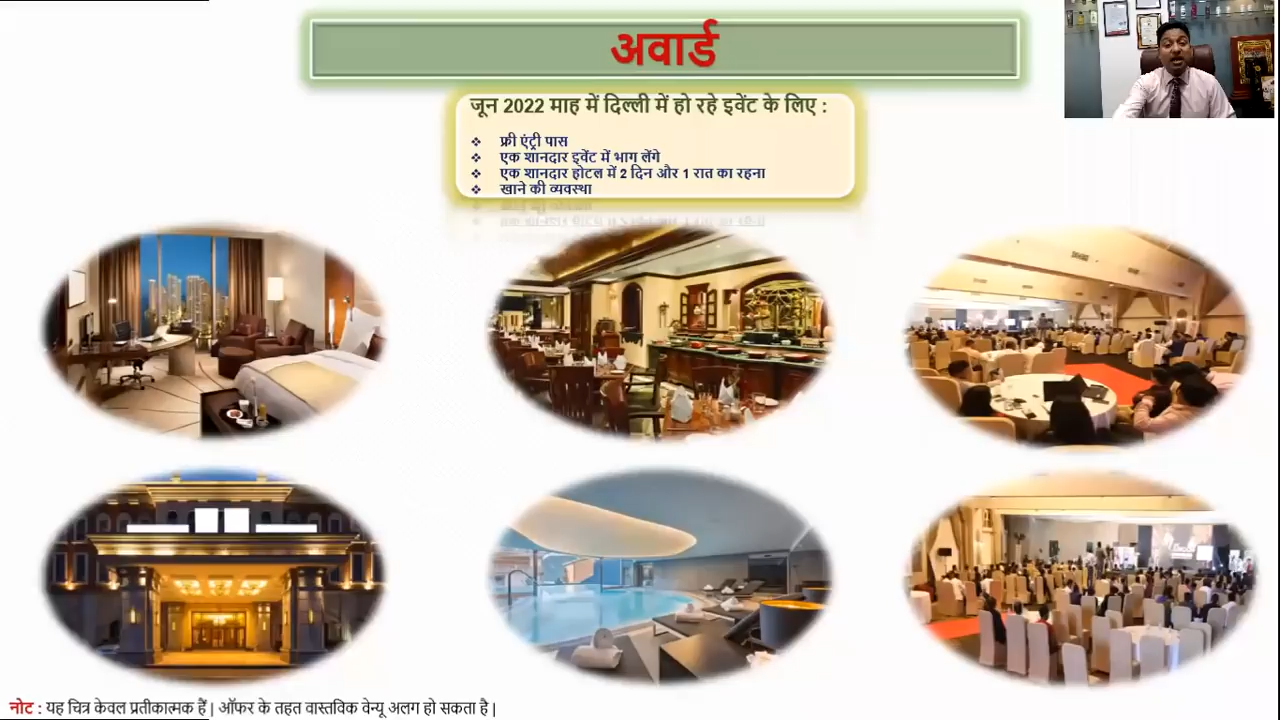 अवार्ड
जून 2022 माह में दिल्ली में हो रहे इवेंट के लिए :
❖ फ्री एंट्री पास
❖ एक शानदार इवेंट में भाग लेंगे
❖ एक शानदार होटल में 2 दिन और 1 रात का रहना
❖ खाने की व्यवस्था
नोट : यह चित्र केवल प्रतीकात्मक हैं | ऑफर के तहत वास्तविक वेन्यू अलग हो सकता है |